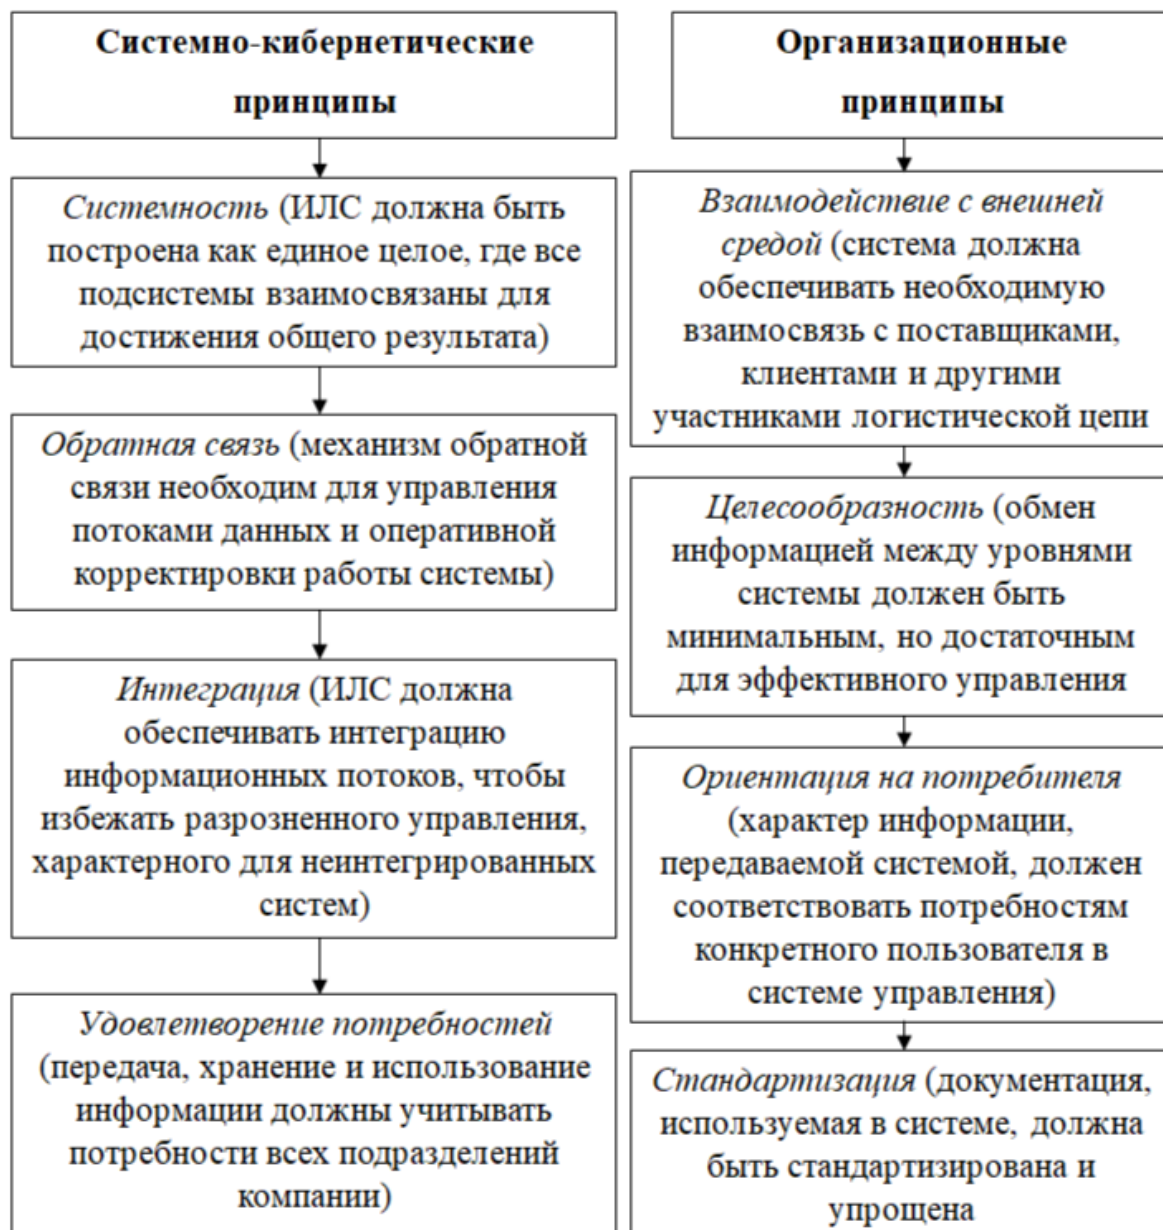 Системно-кибернетические
принципы
Системность (ИЛС должна быть
построена как единое целое, где все
подсистемы взаимосвязаны для
достижения общего результата)
Обратная связь (механизм обратной
связи необходим для управления
потоками данных и оперативной
корректировки работы системы)
Интеграция (ИЛС должна
обеспечивать интеграцию
информационных потоков, чтобы
избежать разрозненного управления,
характерного для неинтегрированных
систем)
Удовлетворение потребностей
(передача, хранение и использование
информации должны учитывать
потребности всех подразделений
компании)
Организационные
принципы
Взаимодействие с внешней
средой (система должна
обеспечивать необходимую
взаимосвязь с поставщиками,
клиентами и другими
участниками логистической цепи
Целесообразность (обмен
информацией между уровнями
системы должен быть
минимальным, но достаточным
для эффективного управления
Ориентация на потребителя
(характер информации,
передаваемой системой, должен
соответствовать потребностям
конкретного пользователя в
системе управления)
Стандартизация (документация,
используемая в системе, должна
быть стандартизирована и
упрощена